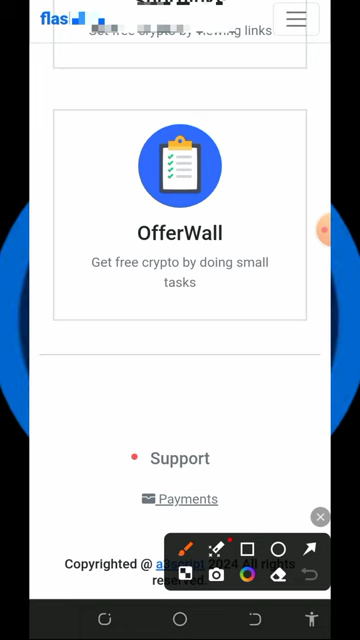 Get free crypto by viewing links
OfferWall
Get free crypto by doing small
tasks
Support
Payments
Copyrighted @ a3script 2024 All rights
reserved.